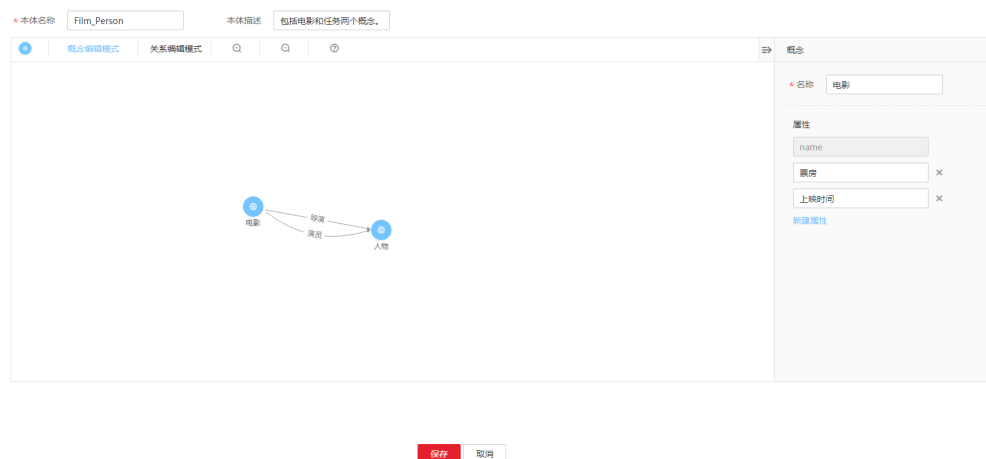 * 本体名称 Film_Person 本体描述 包括电影和任务两个概念。
概念编辑模式 关系编辑模式 概念
* 名称 电影
属性
name
票房
上映时间
新建属性
电影 导演 演员 人物
保存 取消